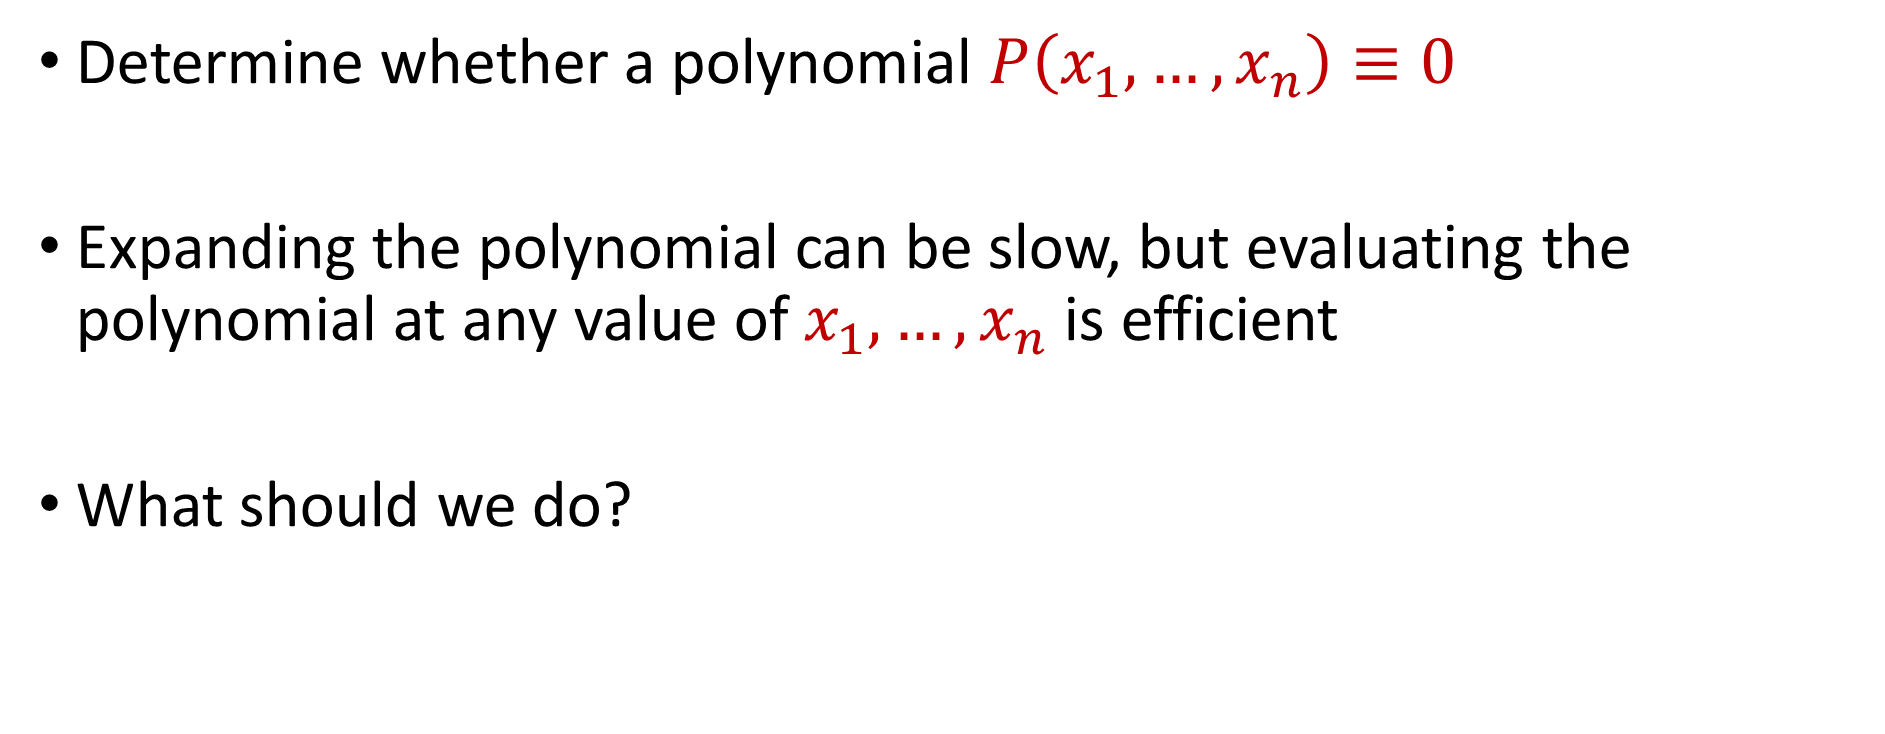 • Determine whether a polynomial P(x₁, … , xₙ) ≡ 0
• Expanding the polynomial can be slow, but evaluating the
polynomial at any value of x₁, … , xₙ is efficient
• What should we do?